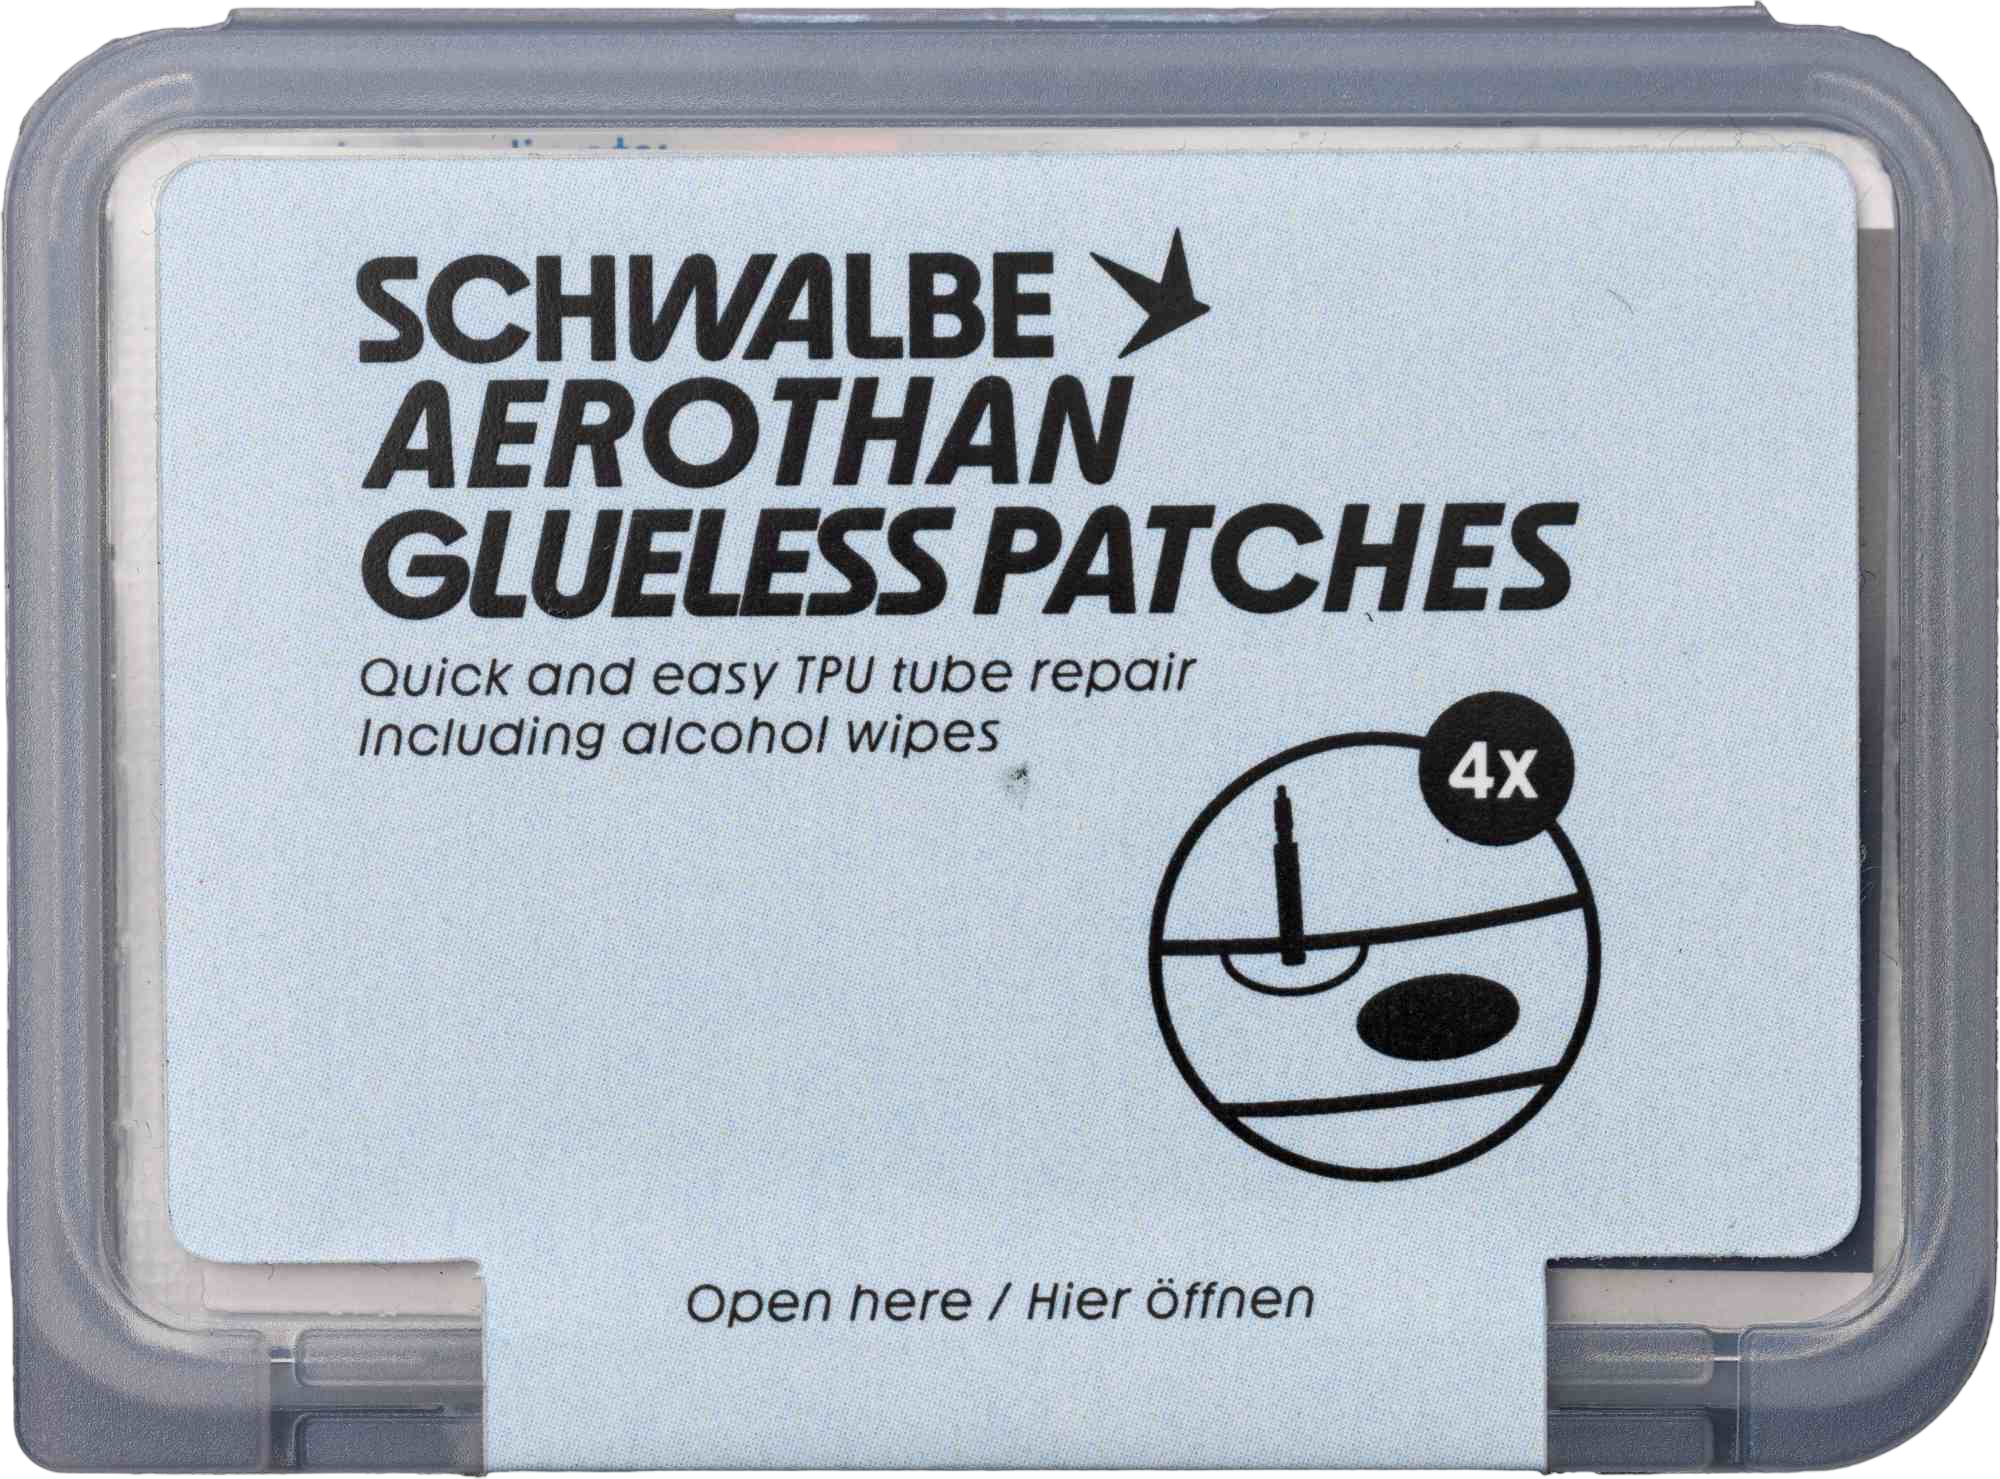 SCHWALBE
AEROTHAN
GLUELESS PATCHES
Quick and easy TPU tube repair
Including alcohol wipes
4x
Open here / Hier öffnen